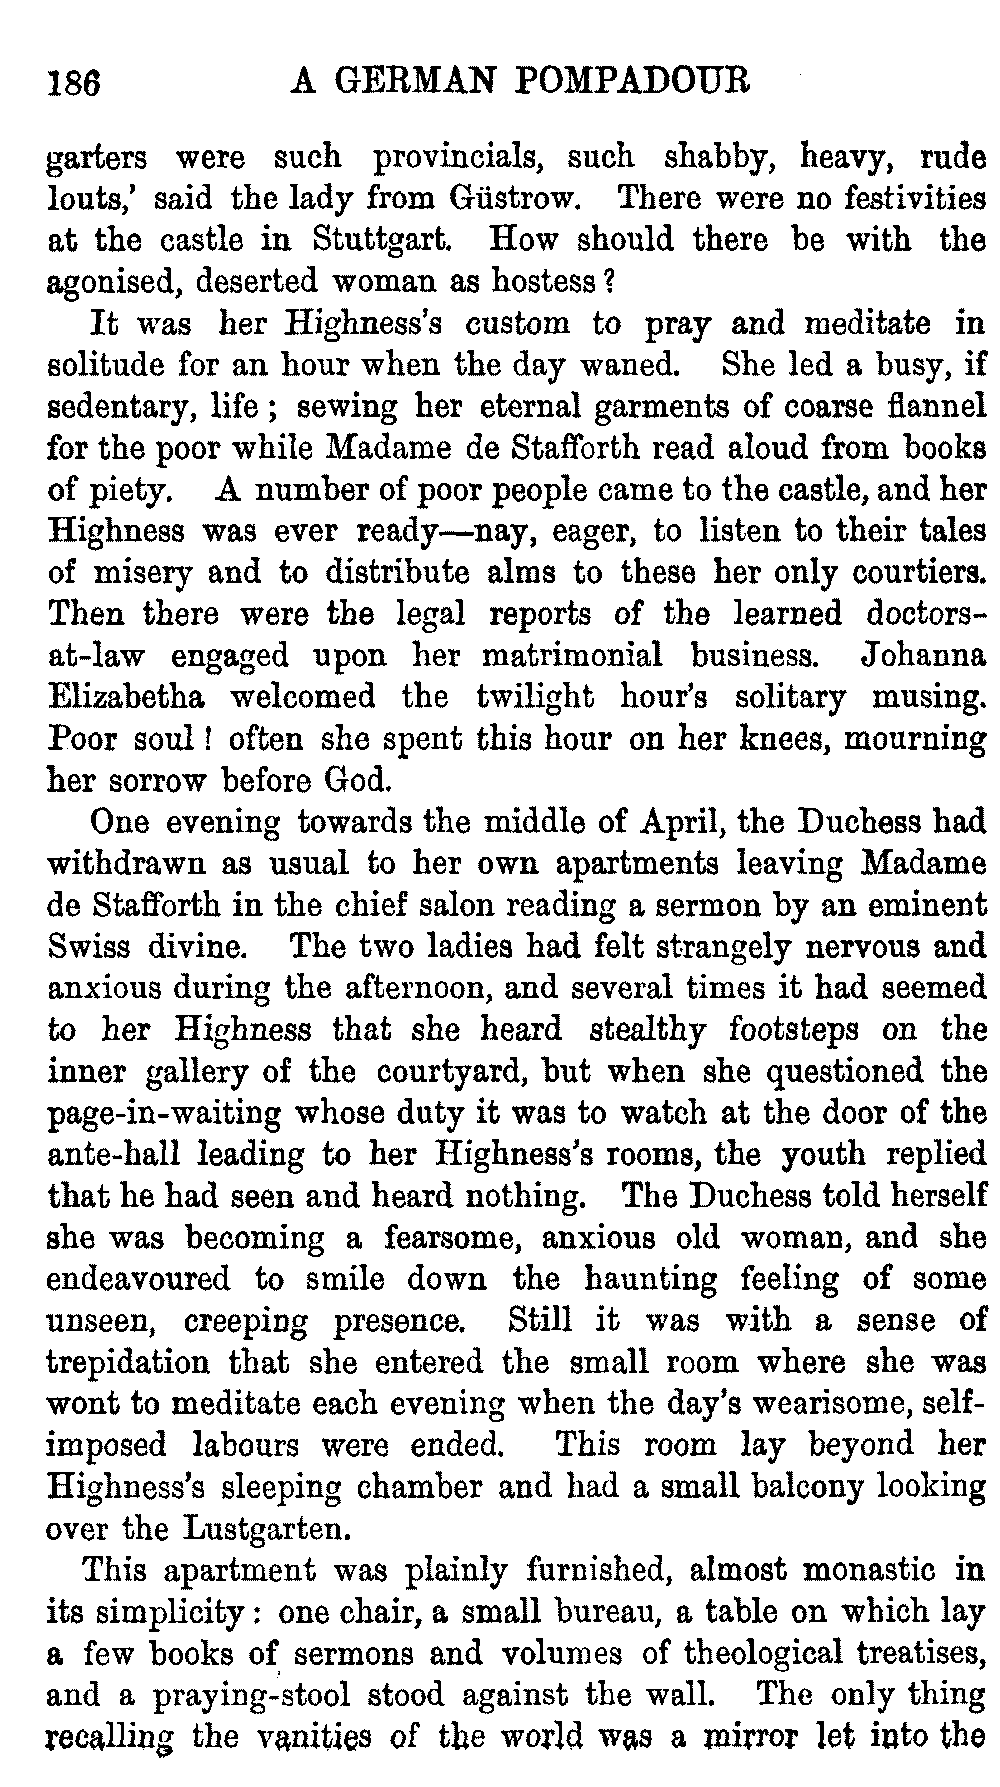 186 A GERMAN POMPADOUR
garters were such provincials, such shabby, heavy, rude
louts,' said the lady from Güstrow. There were no festivities
at the castle in Stuttgart. How should there be with the
agonised, deserted woman as hostess?
It was her Highness's custom to pray and meditate in
solitude for an hour when the day waned. She led a busy, if
sedentary, life; sewing her eternal garments of coarse flannel
for the poor while Madame de Stafforth read aloud from books
of piety. A number of poor people came to the castle, and her
Highness was ever ready—nay, eager, to listen to their tales
of misery and to distribute alms to these her only courtiers.
Then there were the legal reports of the learned doctors-
at-law engaged upon her matrimonial business. Johanna
Elizabetha welcomed the twilight hour's solitary musing.
Poor soul! often she spent this hour on her knees, mourning
her sorrow before God.
One evening towards the middle of April, the Duchess had
withdrawn as usual to her own apartments leaving Madame
de Stafforth in the chief salon reading a sermon by an eminent
Swiss divine. The two ladies had felt strangely nervous and
anxious during the afternoon, and several times it had seemed
to her Highness that she heard stealthy footsteps on the
inner gallery of the courtyard, but when she questioned the
page-in-waiting whose duty it was to watch at the door of the
ante-hall leading to her Highness's rooms, the youth replied
that he had seen and heard nothing. The Duchess told herself
she was becoming a fearsome, anxious old woman, and she
endeavoured to smile down the haunting feeling of some
unseen, creeping presence. Still it was with a sense of
trepidation that she entered the small room where she was
wont to meditate each evening when the day's wearisome, self-
imposed labours were ended. This room lay beyond her
Highness's sleeping chamber and had a small balcony looking
over the Lustgarten.
This apartment was plainly furnished, almost monastic in
its simplicity: one chair, a small bureau, a table on which lay
a few books of sermons and volumes of theological treatises,
and a praying-stool stood against the wall. The only thing
recalling the vanities of the world was a mirror let into the